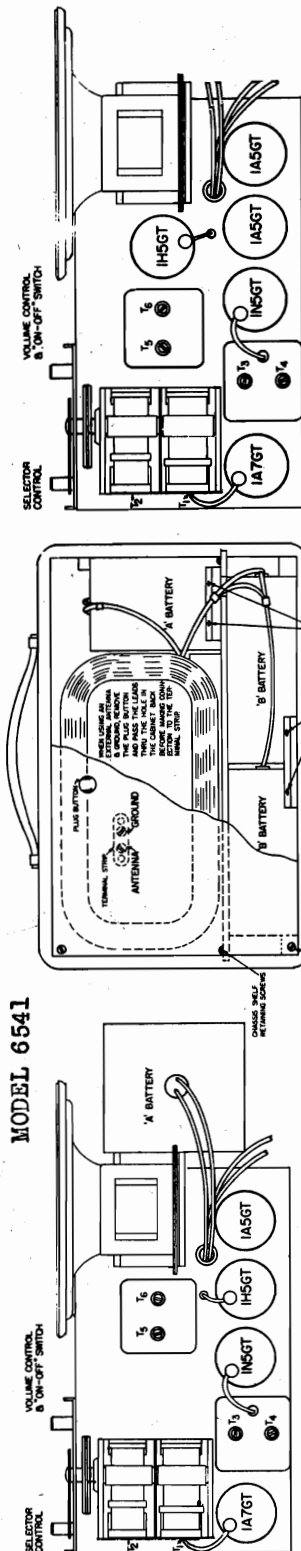 MODEL 6541
SELECTOR
CONTROL
VOLUME CONTROL
& "ON-OFF" SWITCH
T2
T1
T5
T6
T3
T4
1A7GT
1N5GT
1H5GT
1A5GT
'A' BATTERY
PLUG BUTTON
TERMINAL STRIP
ANTENNA
GROUND
WHEN USING AN
EXTERNAL ANTENNA
& GROUND, REMOVE
THE PLUG BUTTON
AND PASS THE LEADS
THRU THE HOLE IN
THE CABINET BACK
BEFORE MAKING CONN-
ECTION TO THE TER-
MINAL STRIP.
'A' BATTERY
'B' BATTERY
'B' BATTERY
CHASSIS SHELF
RETAINING SCREWS
SELECTOR
CONTROL
VOLUME CONTROL
& "ON-OFF" SWITCH
T2
T1
T5
T6
T3
T4
1H5GT
1A7GT
1N5GT
1A5GT
1A5GT